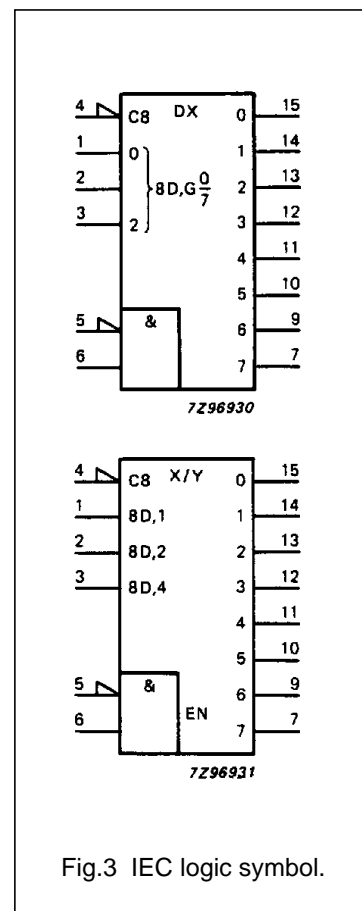 4 C8 DX 0 15
1 0 1 14
2 8D,G 0/7 2 13
3 2 3 12
4 11
5 10
5 & 6 9
6 7 7
7Z96930
4 C8 X/Y 0 15
1 8D,1 1 14
2 8D,2 2 13
3 8D,4 3 12
4 11
5 10
5 & 6 9
6 EN 7 7
7Z96931
Fig.3 IEC logic symbol.